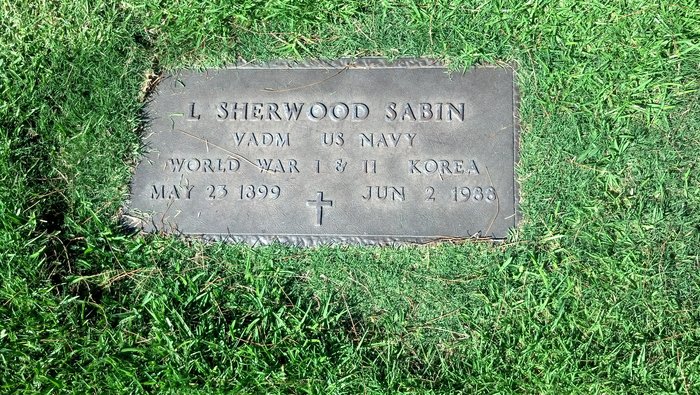 L SHERWOOD SABIN
VADM US NAVY
WORLD WAR I & II KOREA
MAY 23 1899 JUN 2 1988